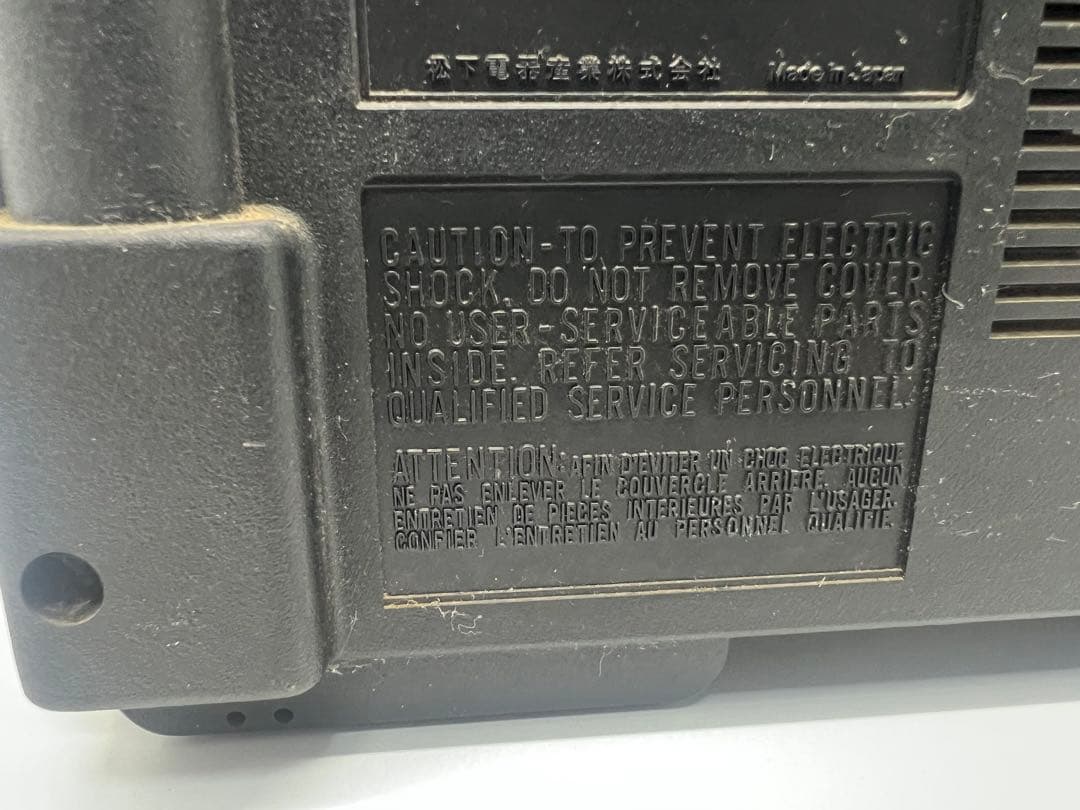 松下電器産業株式会社 Made in Japan
CAUTION-TO PREVENT ELECTRIC
SHOCK, DO NOT REMOVE COVER.
NO USER-SERVICEABLE PARTS
INSIDE. REFER SERVICING TO
QUALIFIED SERVICE PERSONNEL.
ATTENTION: AFIN D'EVITER UN CHOC ELECTRIQUE
NE PAS ENLEVER LE COUVERCLE ARRIERE. AUCUN
ENTRETIEN DE PIECES INTERIEURES PAR L'USAGER.
CONFIER L'ENTRETIEN AU PERSONNEL QUALIFIE.